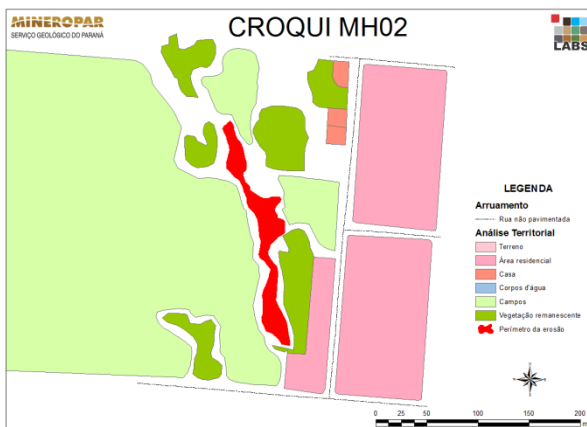 MINEROPAR
SERVIÇO GEOLÓGICO DO PARANÁ
CROQUI MH02
LABS
LEGENDA
Arruamento
Rua não pavimentada
Análise Territorial
Terreno
Área residencial
Casa
Corpos d'água
Campos
Vegetação remanescente
Perímetro da erosão
0 25 50 100 150 200
m